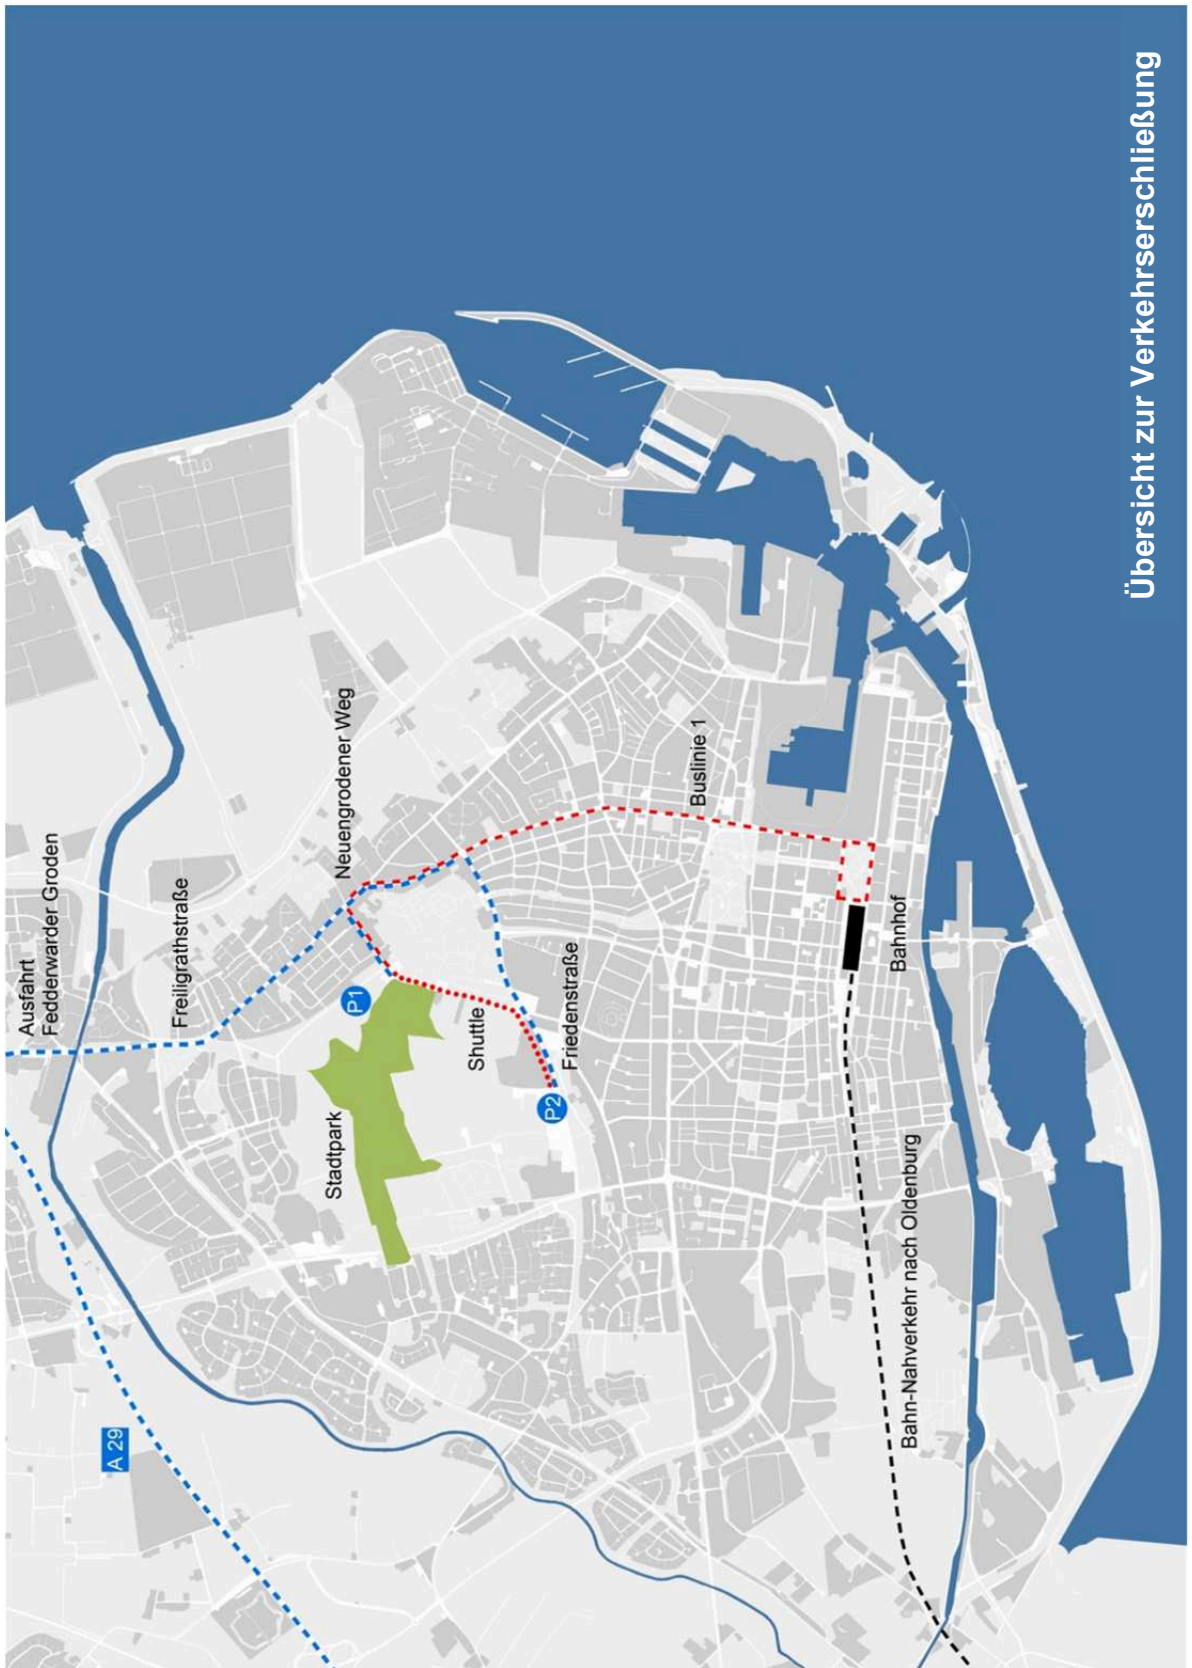 Ausfahrt
Fedderwarder Groden
A 29
Freiligrathstraße
Neuengrodener Weg
P1
Stadtpark
Shuttle
P2
Friedenstraße
Buslinie 1
Bahnhof
Bahn-Nahverkehr nach Oldenburg
Übersicht zur Verkehrserschließung